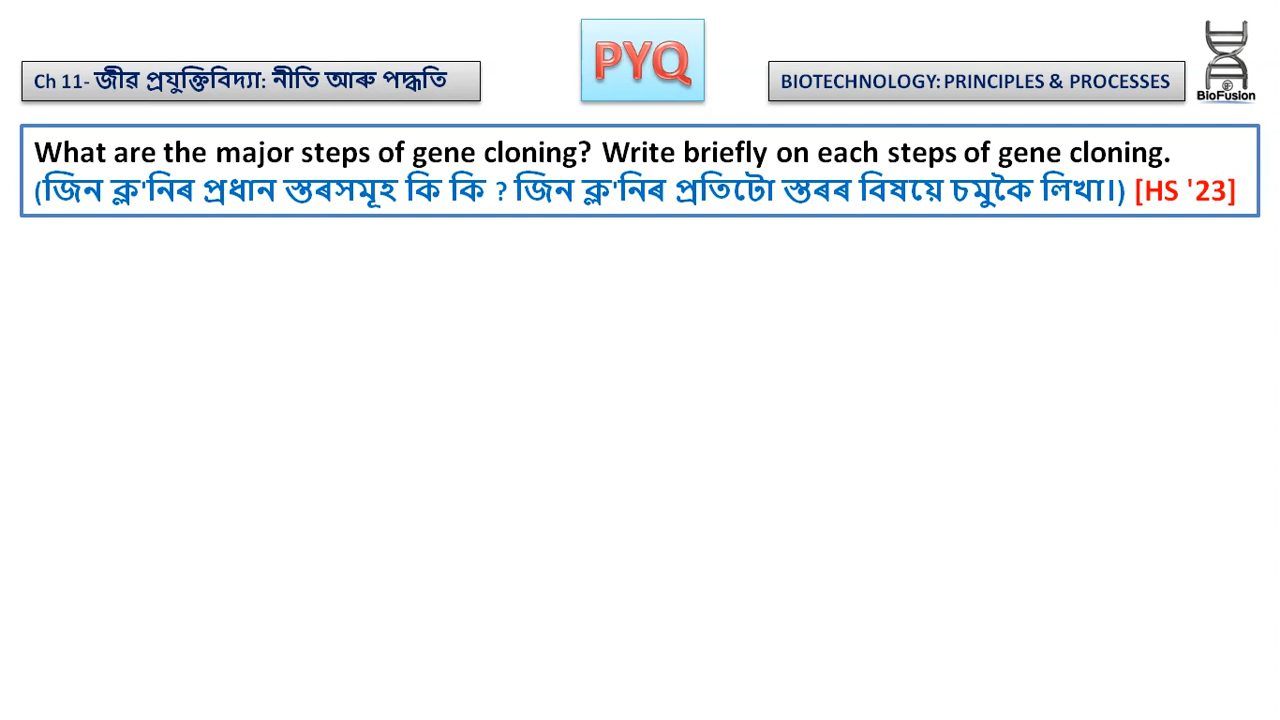 PYQ
Ch 11- জীৱ প্ৰযুক্তিবিদ্যা: নীতি আৰু পদ্ধতি
BIOTECHNOLOGY: PRINCIPLES & PROCESSES
BioFusion
What are the major steps of gene cloning? Write briefly on each steps of gene cloning.
(জিন ক্ল'নিৰ প্ৰধান স্তৰসমূহ কি কি ? জিন ক্ল'নিৰ প্ৰতিটো স্তৰৰ বিষয়ে চমুকৈ লিখা।) [HS '23]